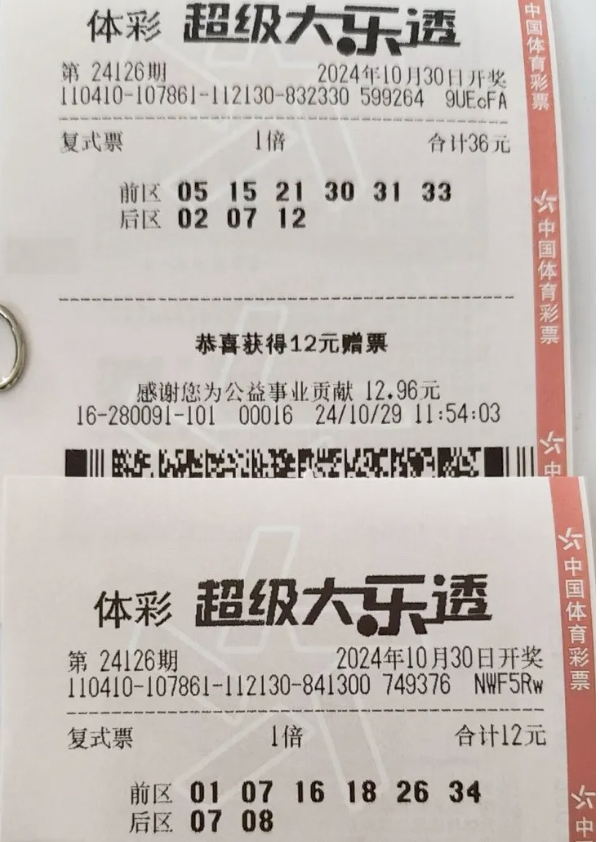 体彩 超级大乐透
第 24126期 2024年10月30日开奖
110410-107861-112130-832330 599264 9UEcFA
复式票 1倍 合计36元
前区 05 15 21 30 31 33
后区 02 07 12
恭喜获得12元赠票
感谢您为公益事业贡献 12.96元
16-280091-101 00016 24/10/29 11:54:03
中国体育彩票
中国体育彩票
中
体彩 超级大乐透
第 24126期 2024年10月30日开奖
110410-107861-112130-841300 749376 NWF5Rw
复式票 1倍 合计12元
前区 01 07 16 18 26 34
后区 07 08
中国体育彩票
中